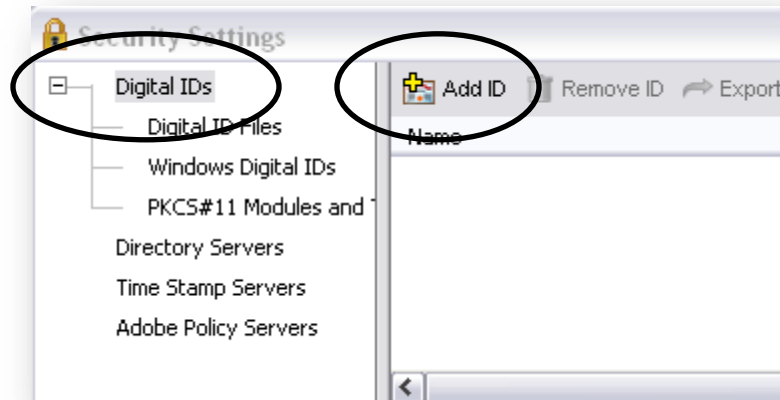 Security Settings
Digital IDs
Digital ID Files
Windows Digital IDs
PKCS#11 Modules and
Directory Servers
Time Stamp Servers
Adobe Policy Servers
Add ID Remove ID Export
Name